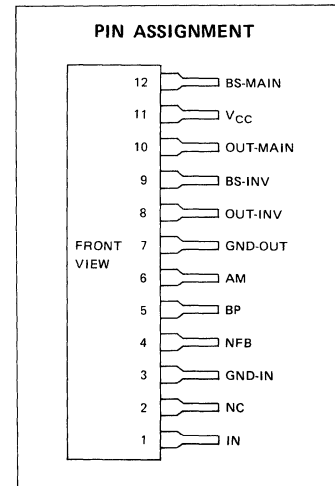 PIN ASSIGNMENT
12 BS-MAIN
11 VCC
10 OUT-MAIN
9 BS-INV
8 OUT-INV
FRONT VIEW
7 GND-OUT
6 AM
5 BP
4 NFB
3 GND-IN
2 NC
1 IN